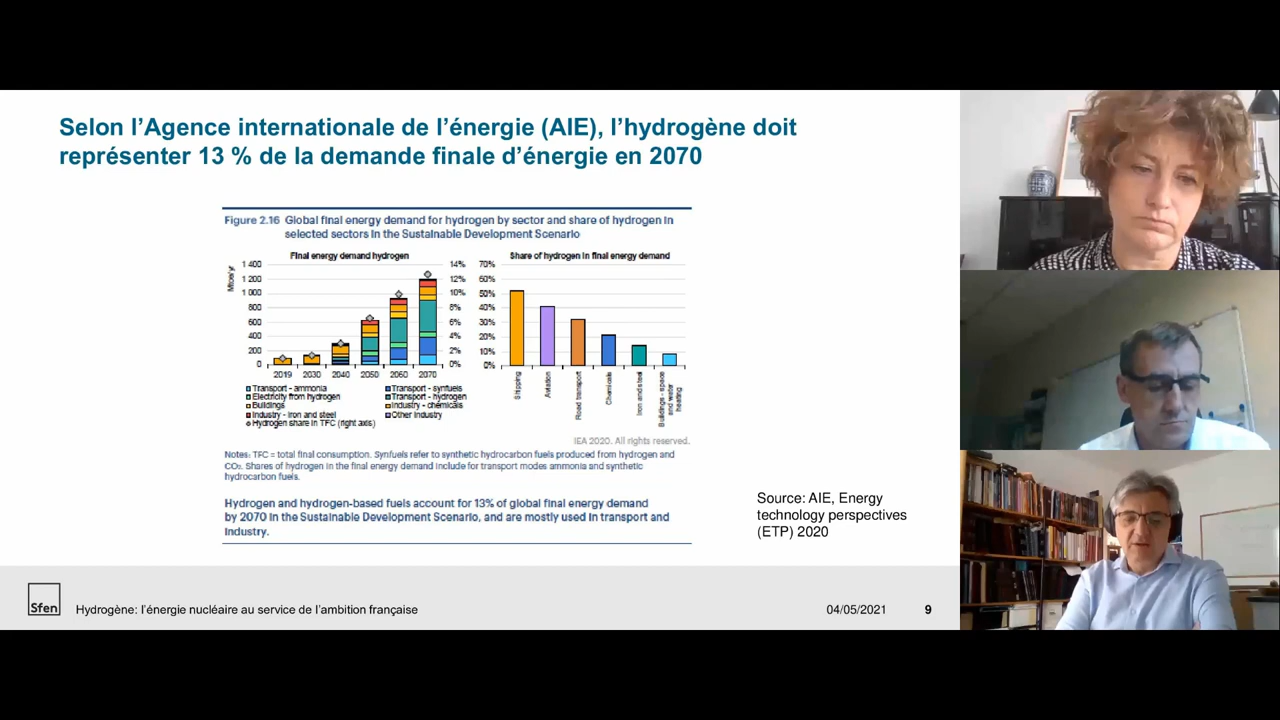 Selon l’Agence internationale de l’énergie (AIE), l’hydrogène doit
représenter 13 % de la demande finale d’énergie en 2070
Figure 2.16 Global final energy demand for hydrogen by sector and share of hydrogen in
selected sectors in the Sustainable Development Scenario
Final energy demand hydrogen
Mtoe/yr
1 400
1 200
1 000
800
600
400
200
0
14%
12%
10%
8%
6%
4%
2%
0%
2019 2030 2040 2050 2060 2070
Transport - ammonia
Transport - synfuels
Electricity from hydrogen
Transport - hydrogen
Buildings
Industry - chemicals
Industry - iron and steel
Other industry
Hydrogen share in TFC (right axis)
Share of hydrogen in final energy demand
70%
60%
50%
40%
30%
20%
10%
0%
Shipping
Aviation
Road transport
Chemicals
Iron and steel
Buildings - space
and water
heating
IEA 2020. All rights reserved.
Notes: TFC = total final consumption. Synfuels refer to synthetic hydrocarbon fuels produced from hydrogen and
CO₂. Shares of hydrogen in the final energy demand include for transport modes ammonia and synthetic
hydrocarbon fuels.
Hydrogen and hydrogen-based fuels account for 13% of global final energy demand
by 2070 in the Sustainable Development Scenario, and are mostly used in transport and
industry.
Source: AIE, Energy
technology perspectives
(ETP) 2020
Sfen
Hydrogène: l’énergie nucléaire au service de l’ambition française
04/05/2021
9